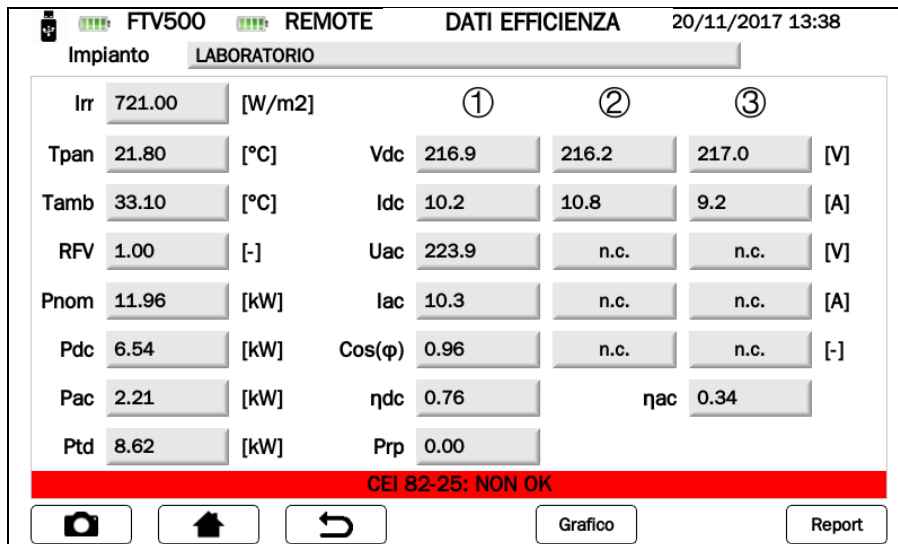 FTV500 REMOTE DATI EFFICIENZA 20/11/2017 13:38
Impianto LABORATORIO
Irr 721.00 [W/m2] ① ② ③
Tpan 21.80 [°C] Vdc 216.9 216.2 217.0 [V]
Tamb 33.10 [°C] Idc 10.2 10.8 9.2 [A]
RFV 1.00 [-] Uac 223.9 n.c. n.c. [V]
Pnom 11.96 [kW] Iac 10.3 n.c. n.c. [A]
Pdc 6.54 [kW] Cos(φ) 0.96 n.c. n.c. [-]
Pac 2.21 [kW] ηdc 0.76 ηac 0.34
Ptd 8.62 [kW] Prp 0.00
CEI 82-25: NON OK
Grafico Report